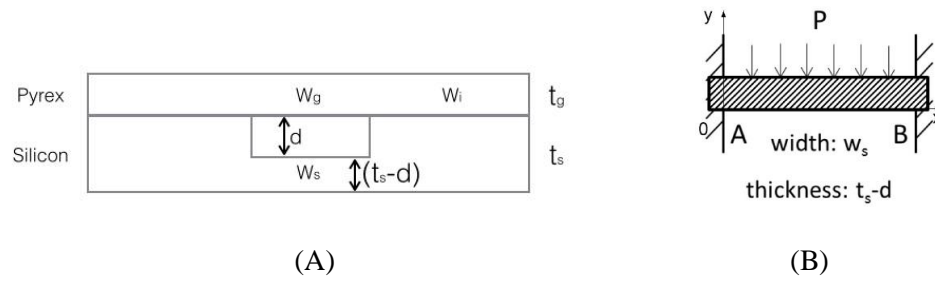 Pyrex
Silicon
Wg
Wi
tg
d
ts
Ws
(ts-d)
y
P
0
A
B
x
width: ws
thickness: ts-d
(A)
(B)